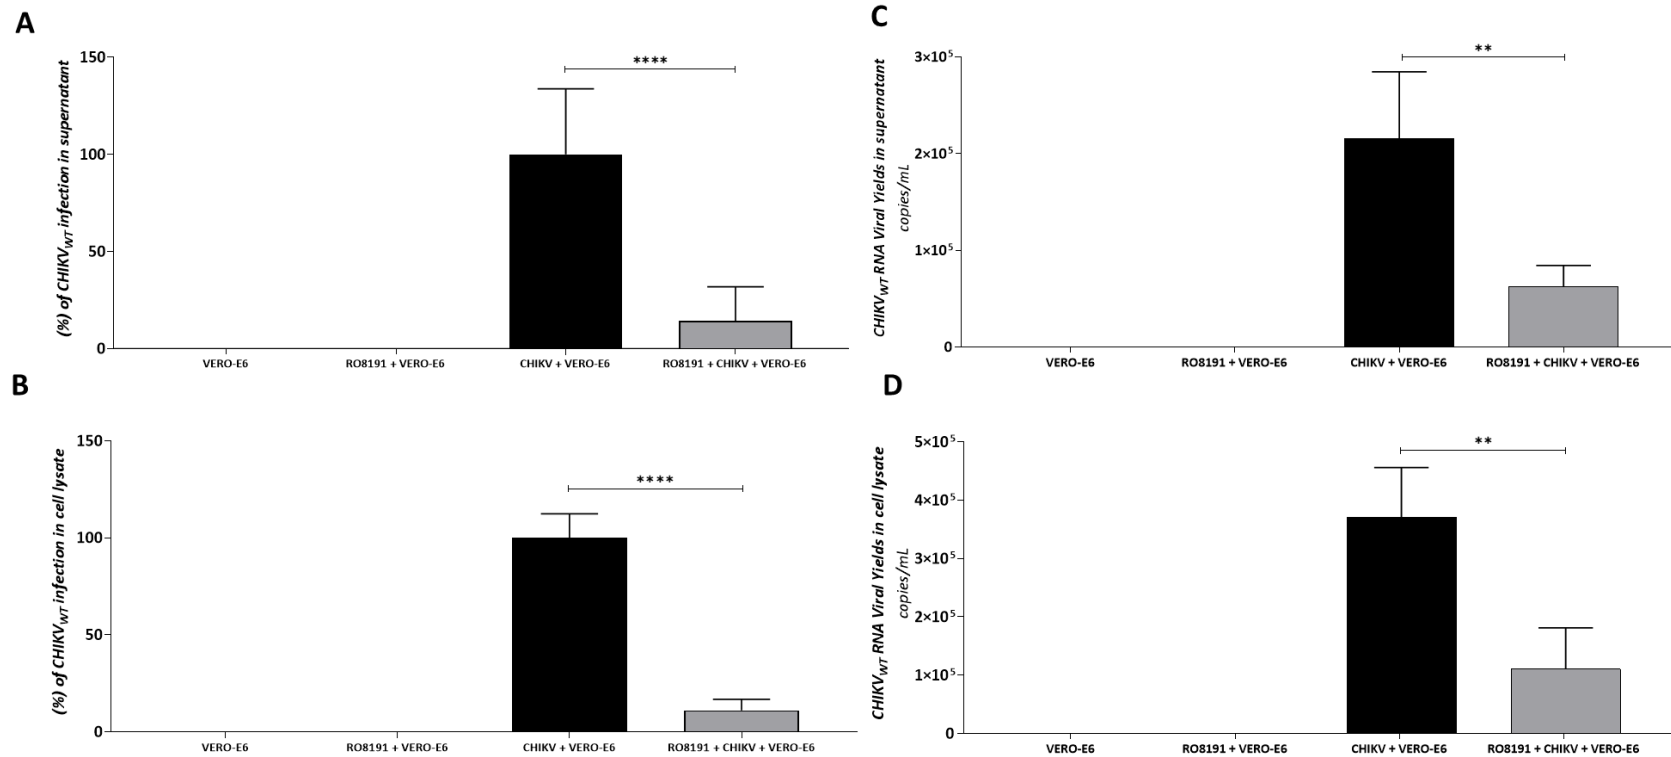 A
(%) of CHIKVWT infection in supernatant
150
100
50
0
****
VERO-E6
RO8191 + VERO-E6
CHIKV + VERO-E6
RO8191 + CHIKV + VERO-E6
B
(%) of CHIKVWT infection in cell lysate
150
100
50
0
****
VERO-E6
RO8191 + VERO-E6
CHIKV + VERO-E6
RO8191 + CHIKV + VERO-E6
C
CHIKVWT RNA Viral Yields in supernatant
copies/mL
3×10⁵
2×10⁵
1×10⁵
0
**
VERO-E6
RO8191 + VERO-E6
CHIKV + VERO-E6
RO8191 + CHIKV + VERO-E6
D
CHIKVWT RNA Viral Yields in cell lysate
copies/mL
5×10⁵
4×10⁵
3×10⁵
2×10⁵
1×10⁵
0
**
VERO-E6
RO8191 + VERO-E6
CHIKV + VERO-E6
RO8191 + CHIKV + VERO-E6